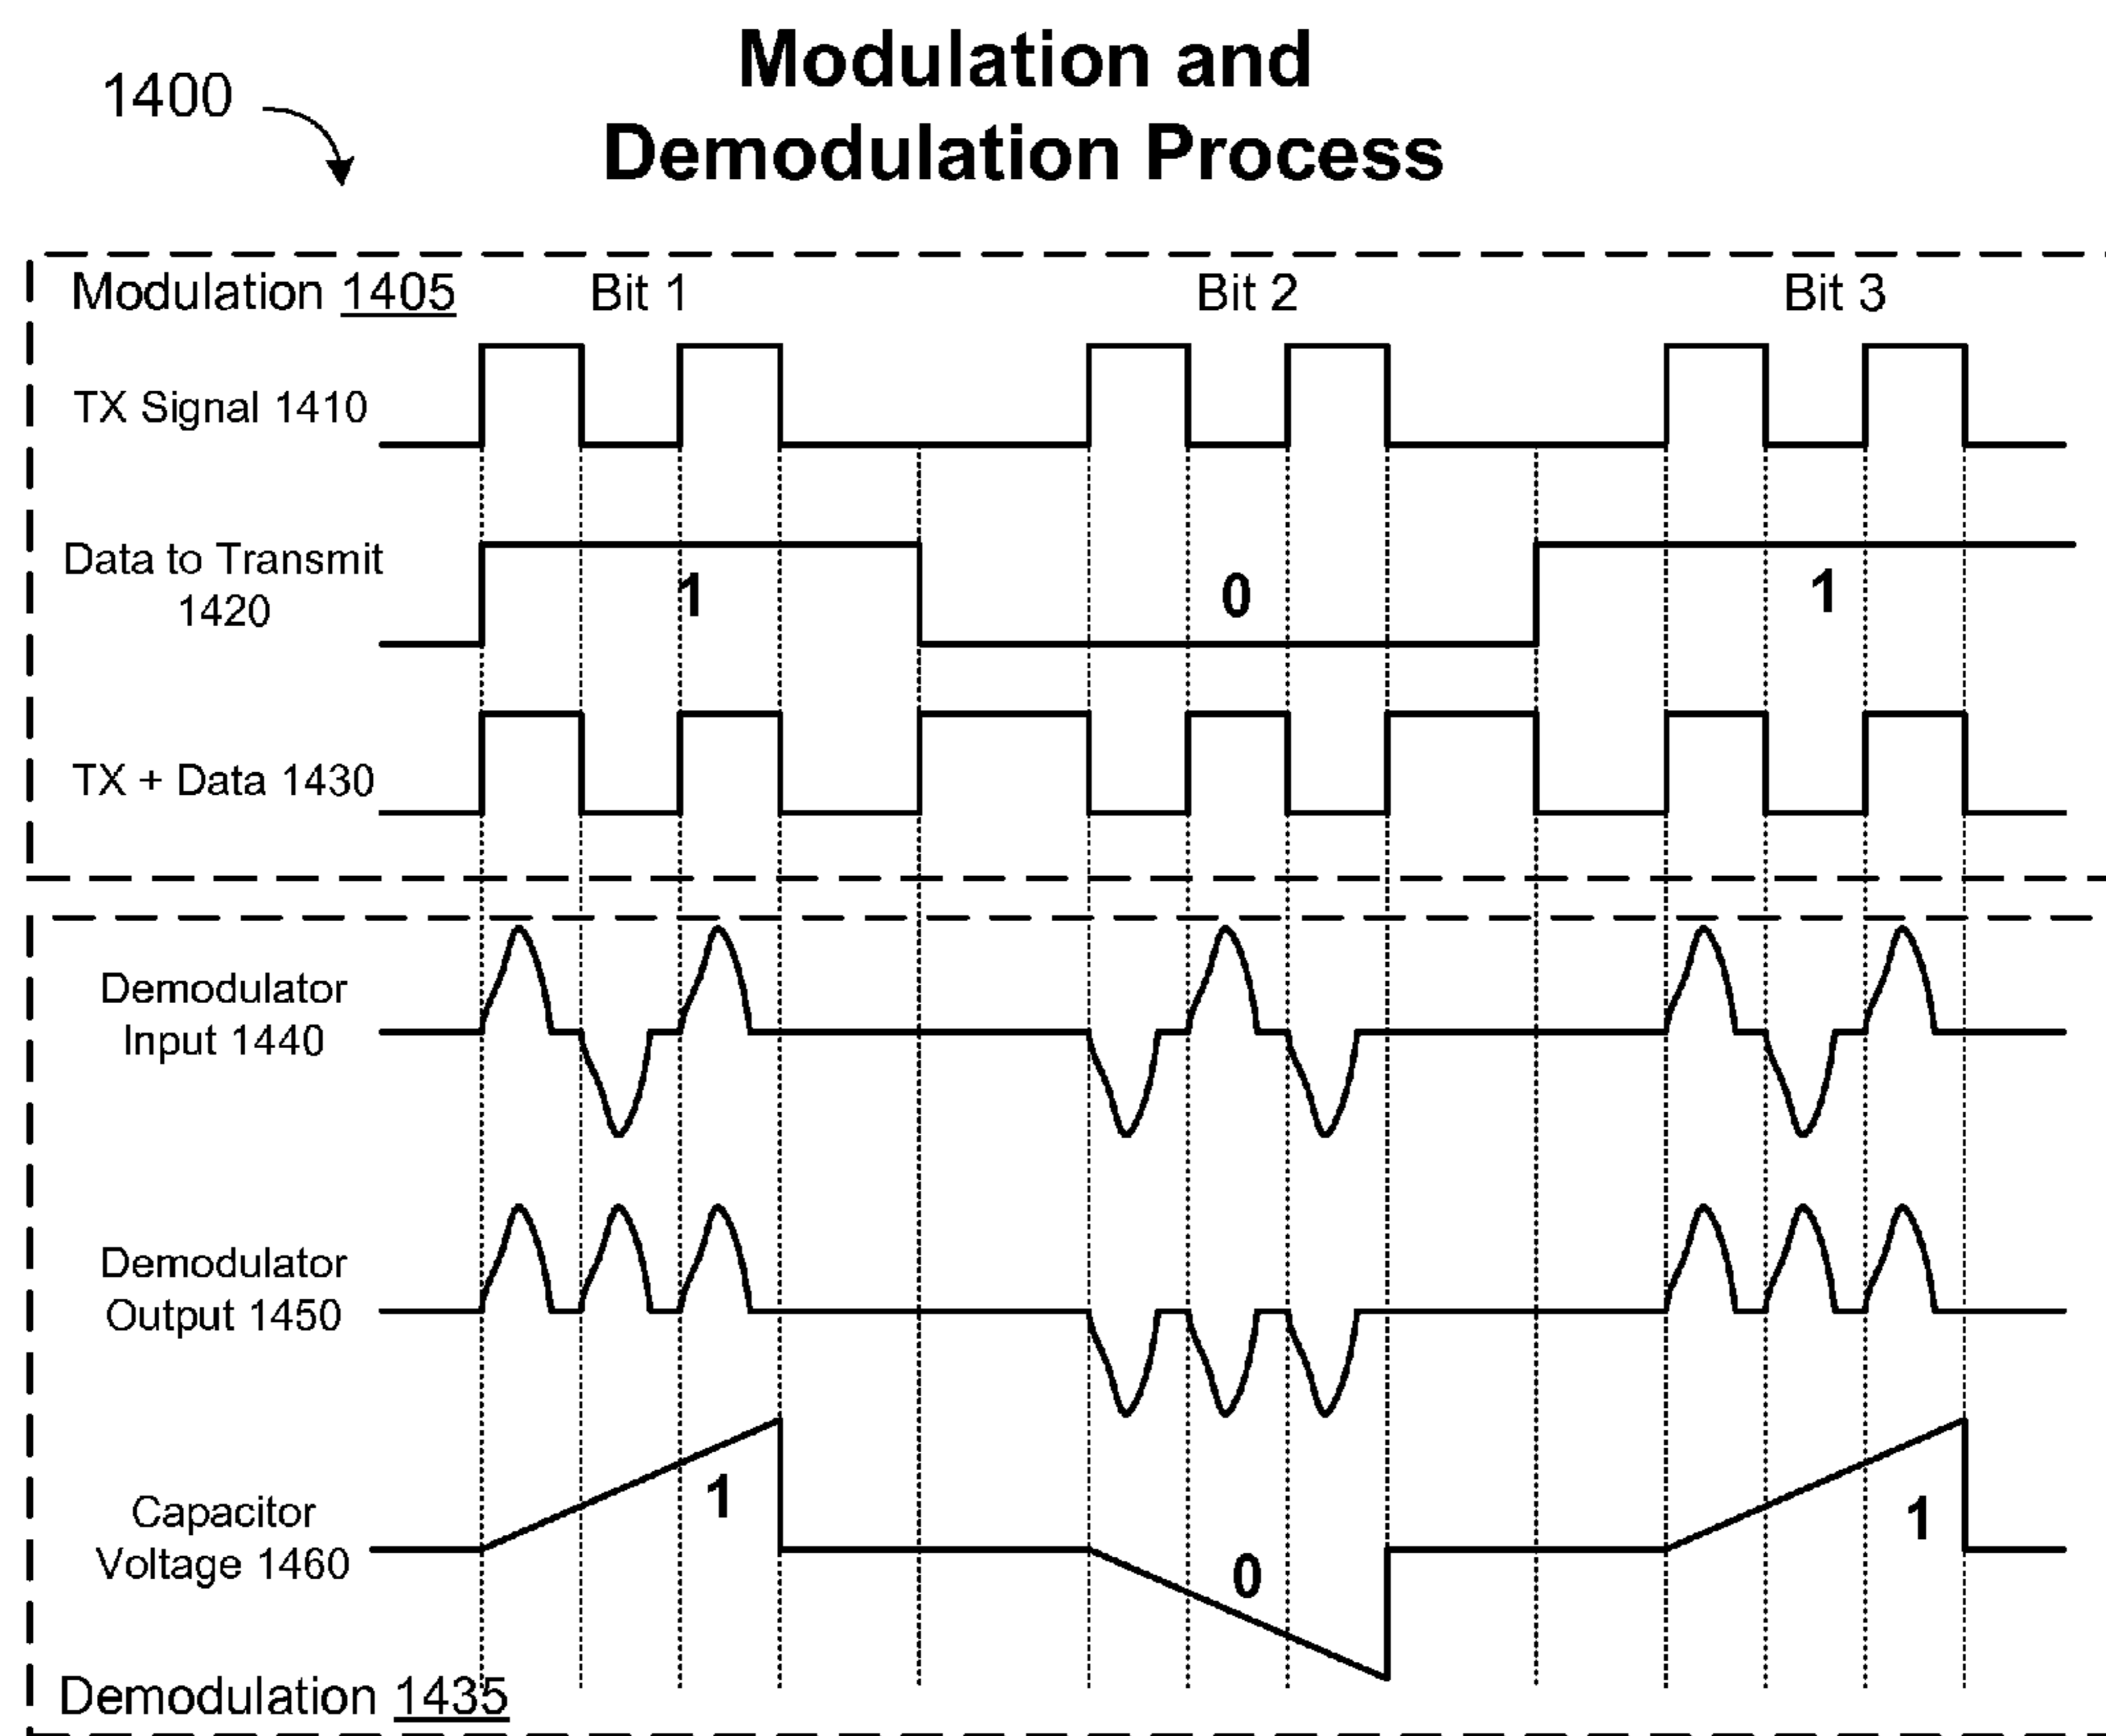 Modulation and
Demodulation Process
1400
Modulation 1405
Bit 1
Bit 2
Bit 3
TX Signal 1410
Data to Transmit
1420
1
0
1
TX + Data 1430
Demodulator
Input 1440
Demodulator
Output 1450
Capacitor
Voltage 1460
1
0
1
Demodulation 1435